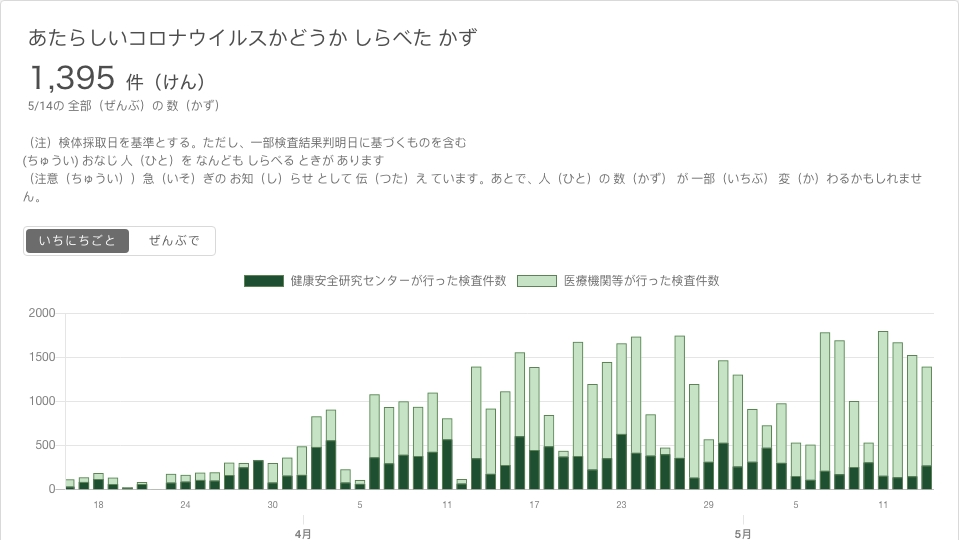 あたらしいコロナウイルスかどうか しらべた かず
1,395 件（けん）
5/14の 全部（ぜんぶ）の 数（かず）
（注）検体採取日を基準とする。ただし、一部検査結果判明日に基づくものを含む
(ちゅうい) おなじ 人（ひと）を なんども しらべる ときが あります
（注意（ちゅうい））急（いそ）ぎの お知（し）らせ として 伝（つた）え ています。あとで、人（ひと）の 数（かず） が 一部（いちぶ） 変（か）わるかもしれませ
ん。
いちにちごと ぜんぶで
健康安全研究センターが行った検査件数 医療機関等が行った検査件数
2000
1500
1000
500
0
18 24 30 5 11 17 23 29 5 11
4月 5月